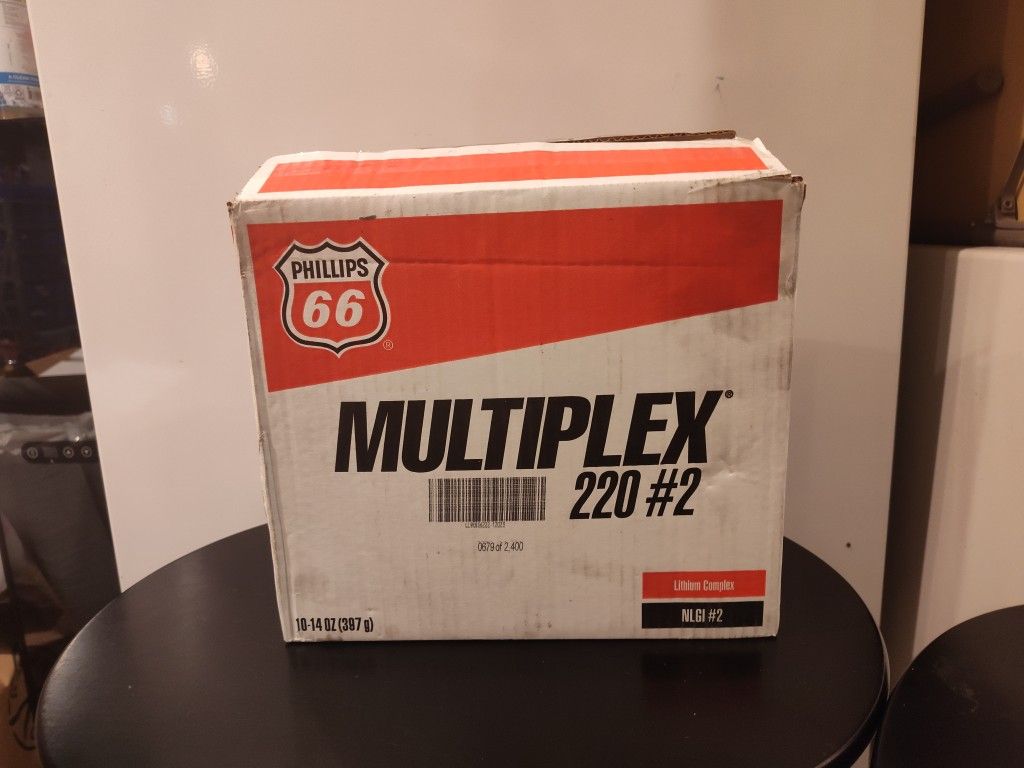 PHILLIPS
66
®
MULTIPLEX®
220 #2
0679 of 2,400
Lithium Complex
NLGI #2
10-14 OZ (397 g)